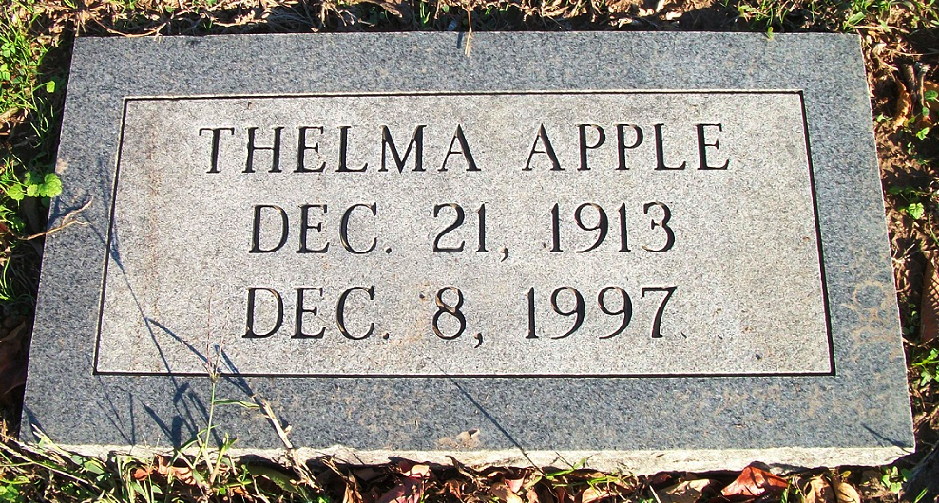 THELMA APPLE
DEC. 21, 1913
DEC. 8, 1997